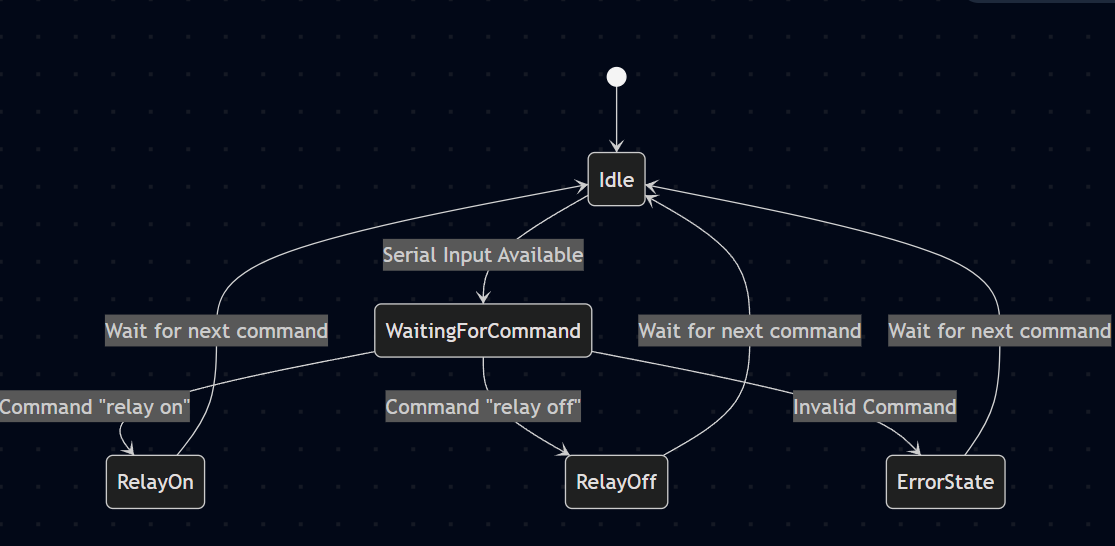 Idle
Serial Input Available
Wait for next command
WaitingForCommand
Wait for next command
Wait for next command
Command "relay on"
Command "relay off"
Invalid Command
RelayOn
RelayOff
ErrorState